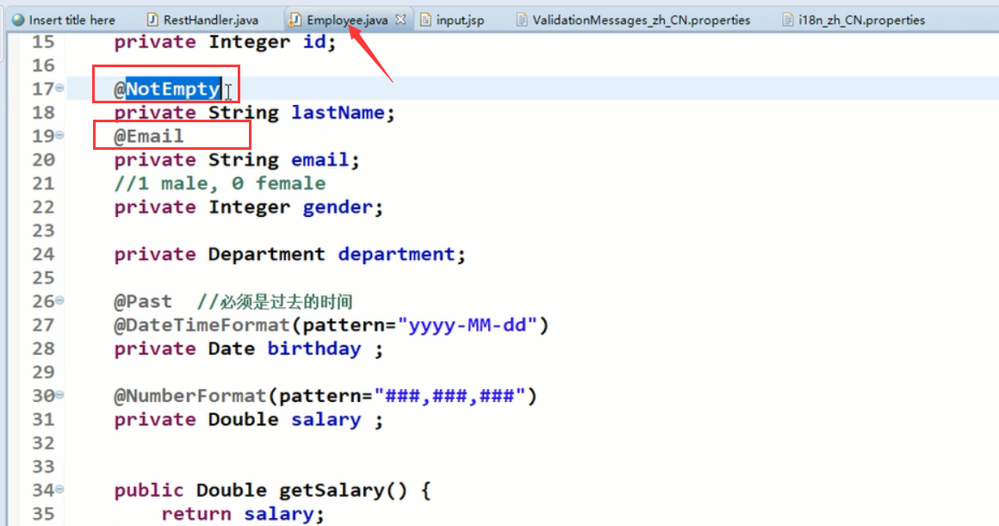 Insert title here RestHandler.java Employee.java input.jsp ValidationMessages_zh_CN.properties i18n_zh_CN.properties
15 private Integer id;
16
17 @NotEmpty
18 private String lastName;
19 @Email
20 private String email;
21 //1 male, 0 female
22 private Integer gender;
23
24 private Department department;
25
26 @Past //必须是过去的时间
27 @DateTimeFormat(pattern="yyyy-MM-dd")
28 private Date birthday ;
29
30 @NumberFormat(pattern="###,###,###")
31 private Double salary ;
32
33
34 public Double getSalary() {
35 return salary;